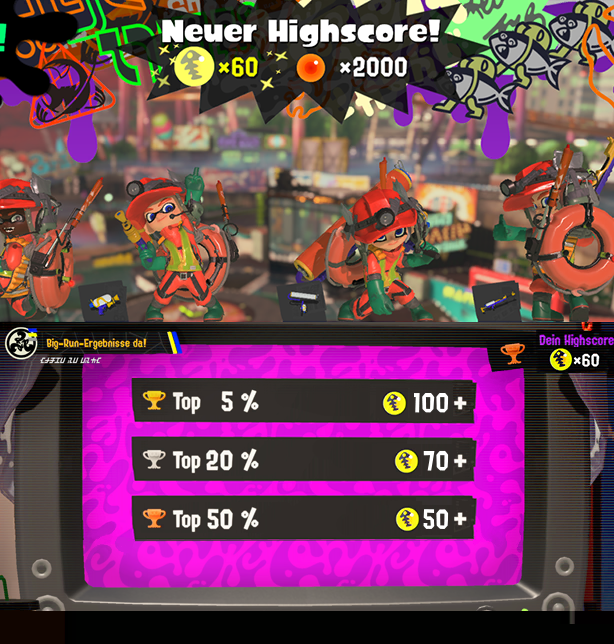 Neuer Highscore!
×60 ×2000
Big-Run-Ergebnisse da!
Dein Highscore
×60
Top 5 % 100+
Top 20 % 70+
Top 50 % 50+